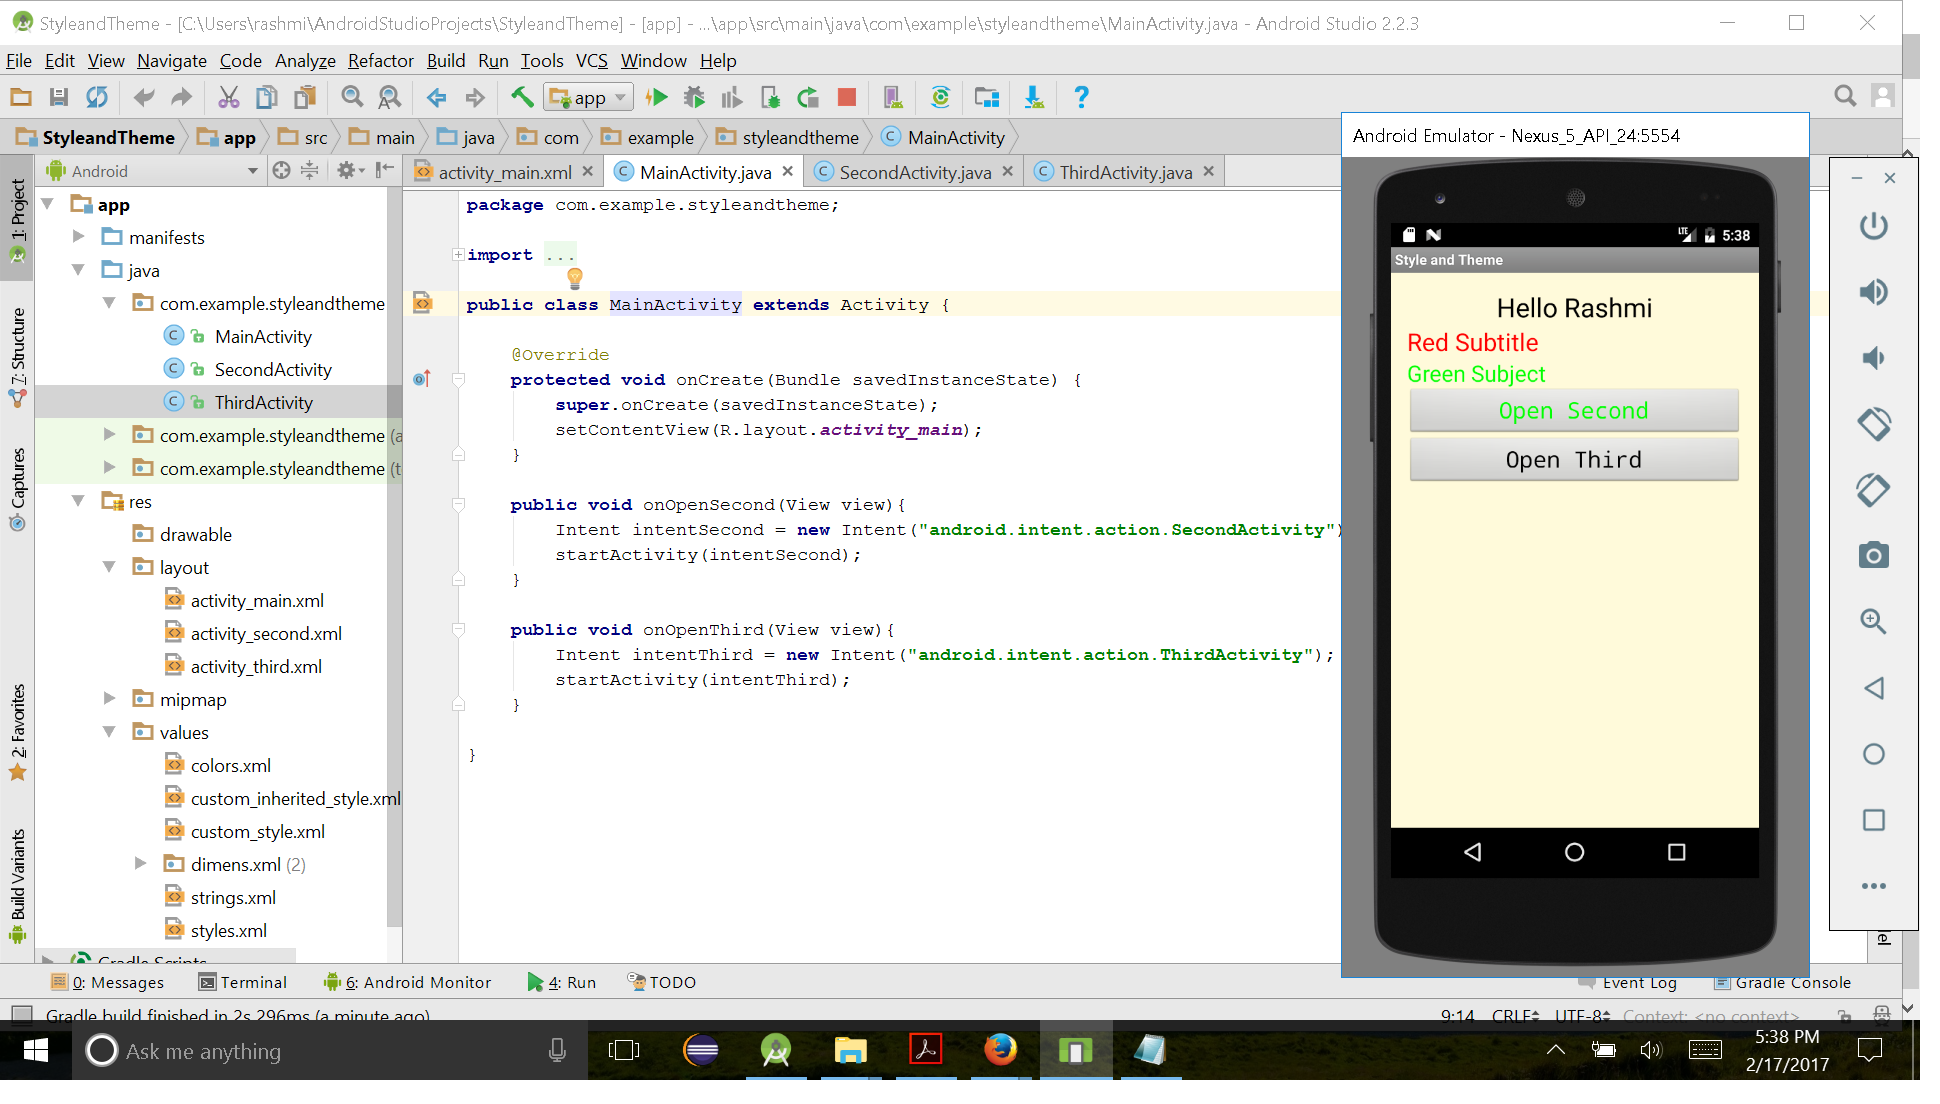 StyleandTheme - [C:\Users\rashmi\AndroidStudioProjects\StyleandTheme] - [app] - ...\app\src\main\java\com\example\styleandtheme\MainActivity.java - Android Studio 2.2.3
File Edit View Navigate Code Analyze Refactor Build Run Tools VCS Window Help
app
StyleandTheme app src main java com example styleandtheme MainActivity
Android
activity_main.xml MainActivity.java SecondActivity.java ThirdActivity.java
1: Project
7: Structure
Captures
2: Favorites
Build Variants
app
manifests
java
com.example.styleandtheme
MainActivity
SecondActivity
ThirdActivity
com.example.styleandtheme (a
com.example.styleandtheme (t
res
drawable
layout
activity_main.xml
activity_second.xml
activity_third.xml
mipmap
values
colors.xml
custom_inherited_style.xml
custom_style.xml
dimens.xml (2)
strings.xml
styles.xml
Gradle Scripts
package com.example.styleandtheme;
import ...
public class MainActivity extends Activity {
@Override
protected void onCreate(Bundle savedInstanceState) {
super.onCreate(savedInstanceState);
setContentView(R.layout.activity_main);
}
public void onOpenSecond(View view){
Intent intentSecond = new Intent("android.intent.action.SecondActivity")
startActivity(intentSecond);
}
public void onOpenThird(View view){
Intent intentThird = new Intent("android.intent.action.ThirdActivity");
startActivity(intentThird);
}
}
Android Emulator - Nexus_5_API_24:5554
LTE 5:38
Style and Theme
Hello Rashmi
Red Subtitle
Green Subject
Open Second
Open Third
0: Messages Terminal 6: Android Monitor 4: Run TODO Event Log Gradle Console
Gradle build finished in 2s 296ms (a minute ago) 9:14 CRLF UTF-8 Context: <no context>
Ask me anything
5:38 PM
2/17/2017